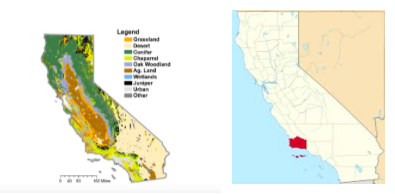 Legend
Grassland
Desert
Conifer
Chaparral
Oak Woodland
Ag. Land
Wetlands
Juniper
Urban
Other